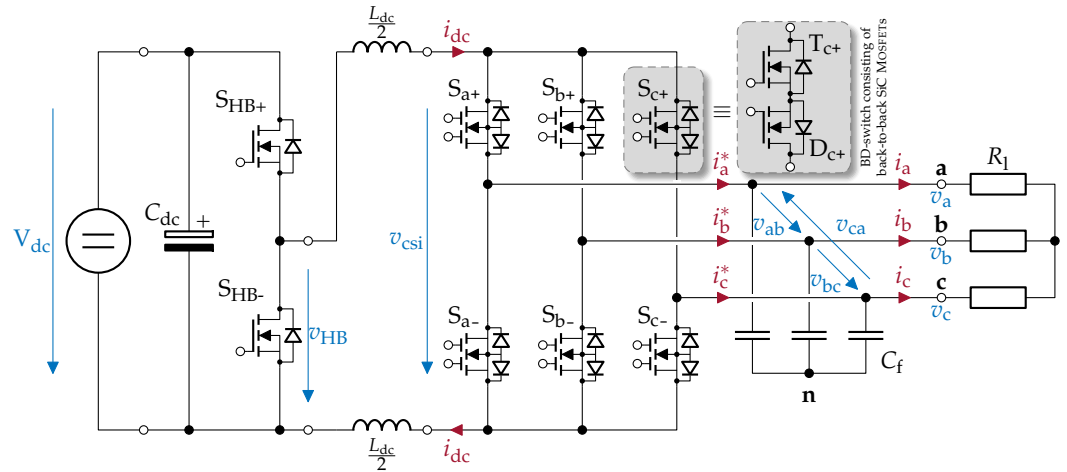 L_dc/2
i_dc
V_dc
C_dc
+
S_HB+
S_HB-
v_HB
v_csi
L_dc/2
i_dc
S_a+
S_b+
S_c+
≡
T_c+
D_c+
BD-switch consisting of
back-to-back SiC MOSFETS
i*_a
i*_b
i*_c
S_a−
S_b−
S_c−
v_ab
v_ca
v_bc
i_a
a
v_a
R_l
i_b
b
v_b
i_c
c
v_c
C_f
n